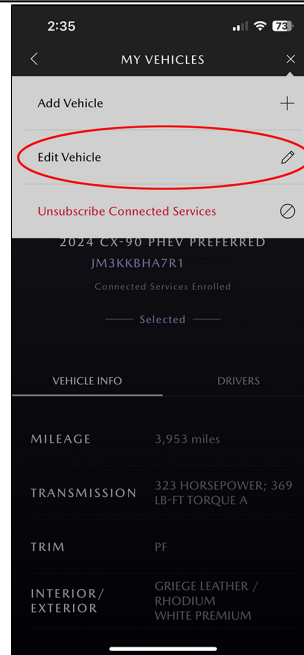 2:35
73
MY VEHICLES
Add Vehicle
Edit Vehicle
Unsubscribe Connected Services
2024 CX-90 PHEV PREFERRED
JM3KKBHA7R1
Connected Services Enrolled
Selected
VEHICLE INFO DRIVERS
MILEAGE 3,953 miles
TRANSMISSION 323 HORSEPOWER; 369
LB-FT TORQUE A
TRIM PF
INTERIOR/ GRIEGE LEATHER /
EXTERIOR RHODIUM
WHITE PREMIUM